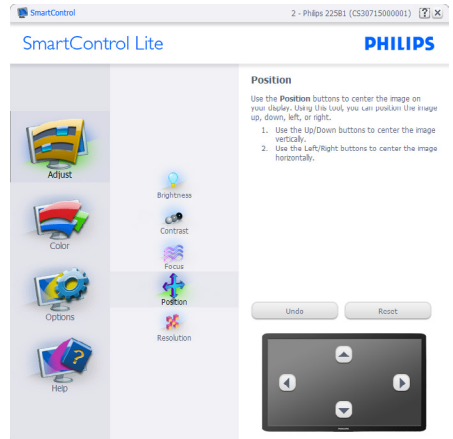 SmartControl
2 - Philips 225B1 (CS30715000001)
SmartControl Lite
PHILIPS
Adjust
Color
Options
Help
Brightness
Contrast
Focus
Position
Resolution
Position
Use the Position buttons to center the image on
your display. Using this tool, you can position the image
up, down, left, or right.
1. Use the Up/Down buttons to center the image
vertically.
2. Use the Left/Right buttons to center the image
horizontally.
Undo
Reset